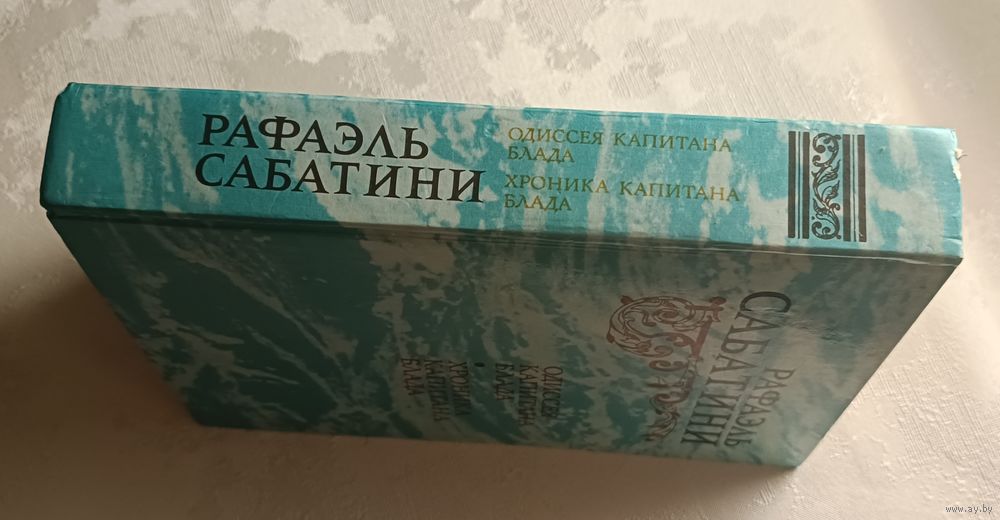 РАФАЭЛЬ
САБАТИНИ
ОДИССЕЯ КАПИТАНА
БЛАДА
ХРОНИКА КАПИТАНА
БЛАДА
РАФАЭЛЬ
САБАТИНИ
ОДИССЕЯ
КАПИТАНА
БЛАДА
•
ХРОНИКА
КАПИТАНА
БЛАДА
www.ay.by